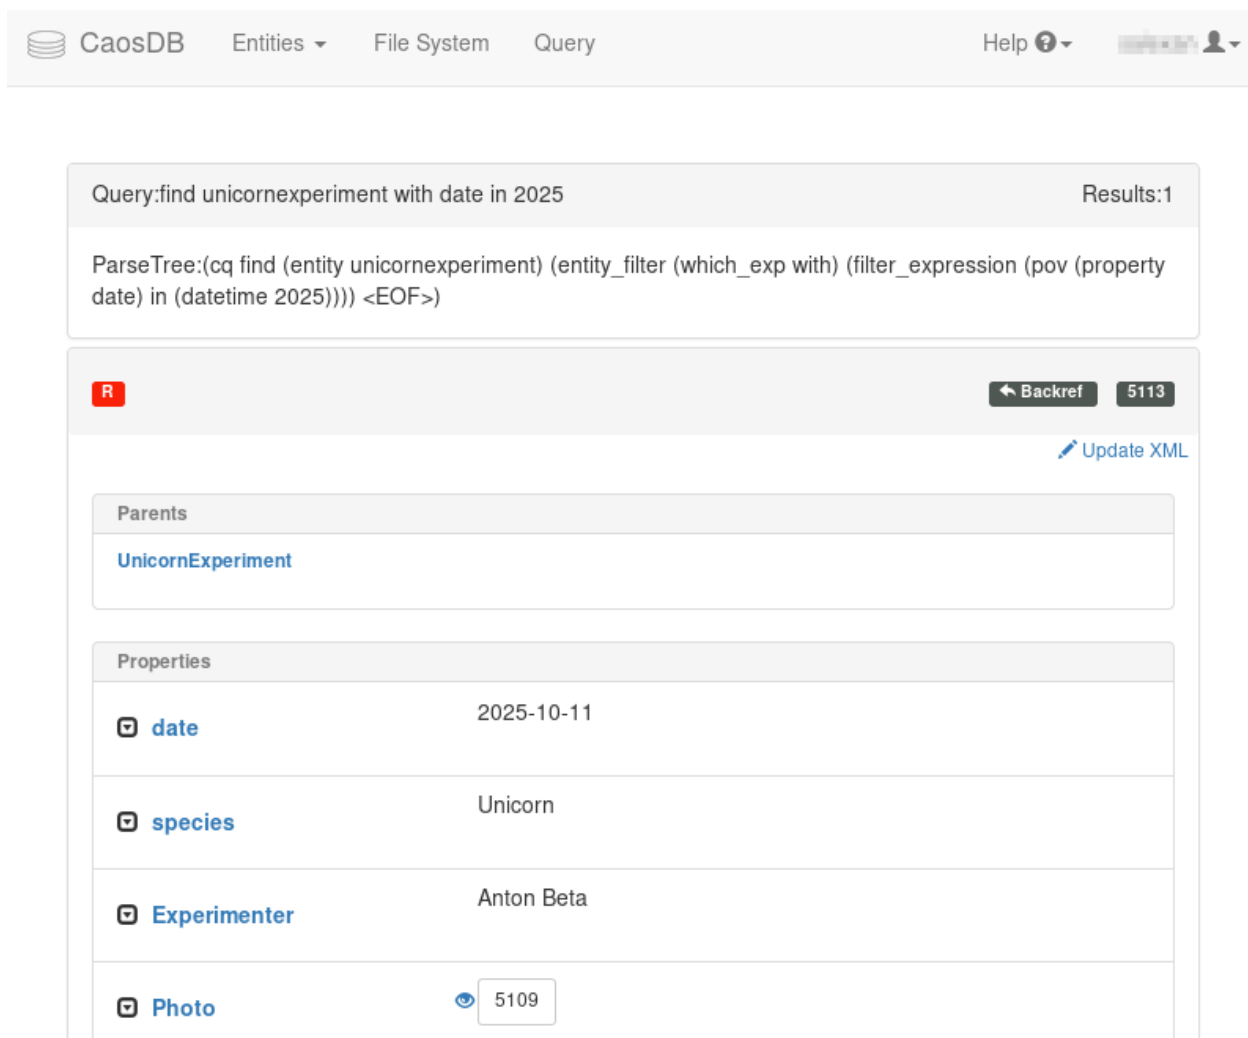 CaosDB Entities File System Query Help
Query:find unicornexperiment with date in 2025 Results:1
ParseTree:(cq find (entity unicornexperiment) (entity_filter (which_exp with) (filter_expression (pov (property
date) in (datetime 2025)))) <EOF>)
R Backref 5113
Update XML
Parents
UnicornExperiment
Properties
date 2025-10-11
species Unicorn
Experimenter Anton Beta
Photo 5109